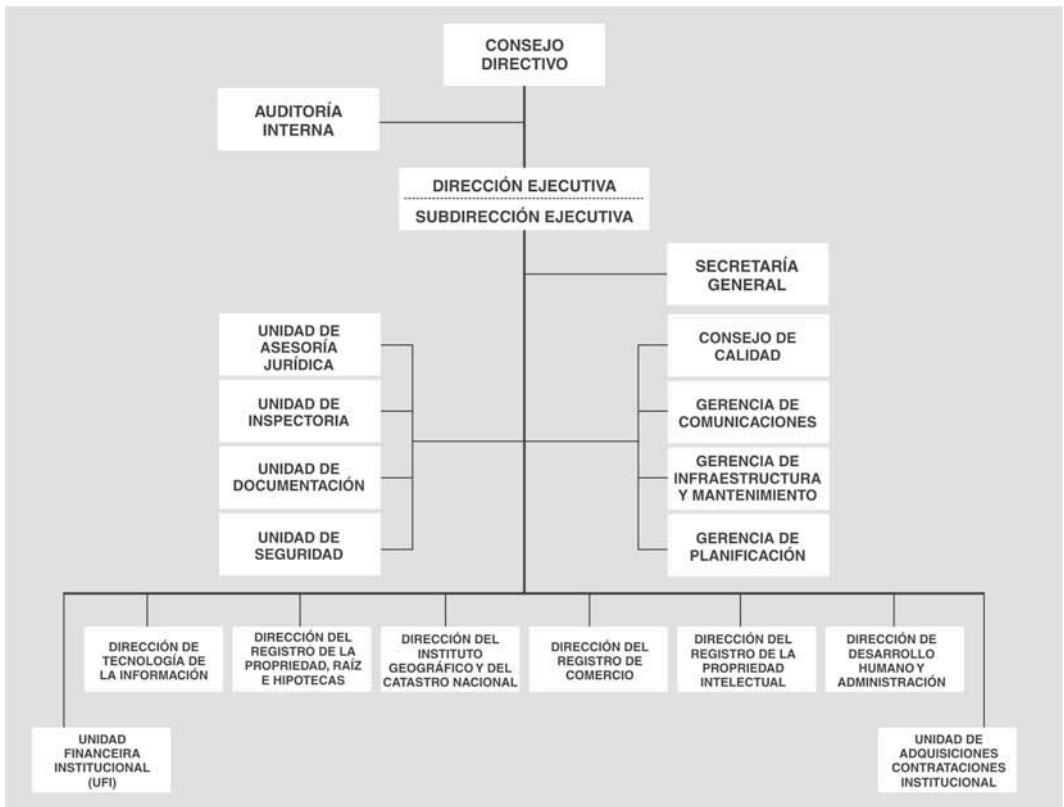 CONSEJO
DIRECTIVO
AUDITORÍA
INTERNA
DIRECCIÓN EJECUTIVA
SUBDIRECCIÓN EJECUTIVA
SECRETARÍA
GENERAL
UNIDAD DE
ASESORÍA
JURÍDICA
CONSEJO DE
CALIDAD
UNIDAD DE
INSPECTORIA
GERENCIA DE
COMUNICACIONES
UNIDAD DE
DOCUMENTACIÓN
GERENCIA DE
INFRAESTRUCTURA
Y MANTENIMIENTO
UNIDAD DE
SEGURIDAD
GERENCIA DE
PLANIFICACIÓN
DIRECCIÓN DE
TECNOLOGÍA DE
LA INFORMACIÓN
DIRECCIÓN DEL
REGISTRO DE LA
PROPRIEDAD, RAÍZ
E HIPOTECAS
DIRECCIÓN DEL
INSTITUTO
GEOGRÁFICO Y DEL
CATASTRO NACIONAL
DIRECCIÓN DEL
REGISTRO DE
COMERCIO
DIRECCIÓN DEL
REGISTRO DE LA
PROPRIEDAD
INTELECTUAL
DIRECCIÓN DE
DESARROLLO
HUMANO Y
ADMINISTRACIÓN
UNIDAD
FINANCEIRA
INSTITUCIONAL
(UFI)
UNIDAD DE
ADQUISICIONES
CONTRATACIONES
INSTITUCIONAL